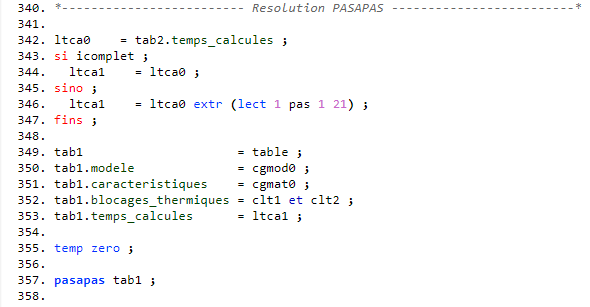 340. *------------------------- Resolution PASAPAS -------------------------*
341.
342. ltca0    = tab2.temps_calcules ;
343. si icomplet ;
344.   ltca1    = ltca0 ;
345. sino ;
346.   ltca1    = ltca0 extr (lect 1 pas 1 21) ;
347. fins ;
348.
349. tab1                     = table ;
350. tab1.modele              = cgmod0 ;
351. tab1.caracteristiques    = cgmat0 ;
352. tab1.blocages_thermiques = clt1 et clt2 ;
353. tab1.temps_calcules      = ltca1 ;
354.
355. temp zero ;
356.
357. pasapas tab1 ;
358.